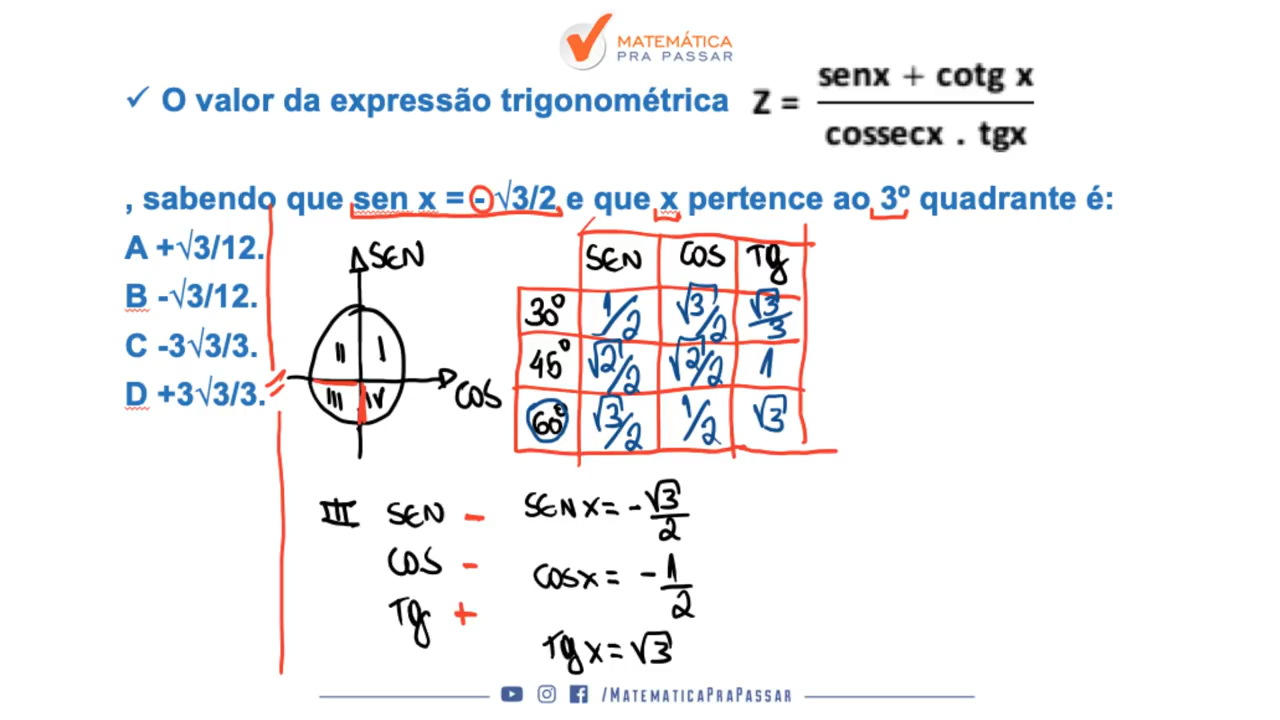 MATEMÁTICA
PRA PASSAR
✓ O valor da expressão trigonométrica Z = senx + cotg x / cossecx . tgx
, sabendo que sen x = -√3/2 e que x pertence ao 3º quadrante é:
A +√3/12.
B -√3/12.
C -3√3/3.
D +3√3/3.
SEN
COS
II I
III IV
SEN COS Tg
30° 1/2 √3/2 √3/3
45° √2/2 √2/2 1
60° √3/2 1/2 √3
III SEN - SEN X = -√3/2
COS - COSX = -1/2
Tg + Tg X = √3
/MatematicaPraPassar